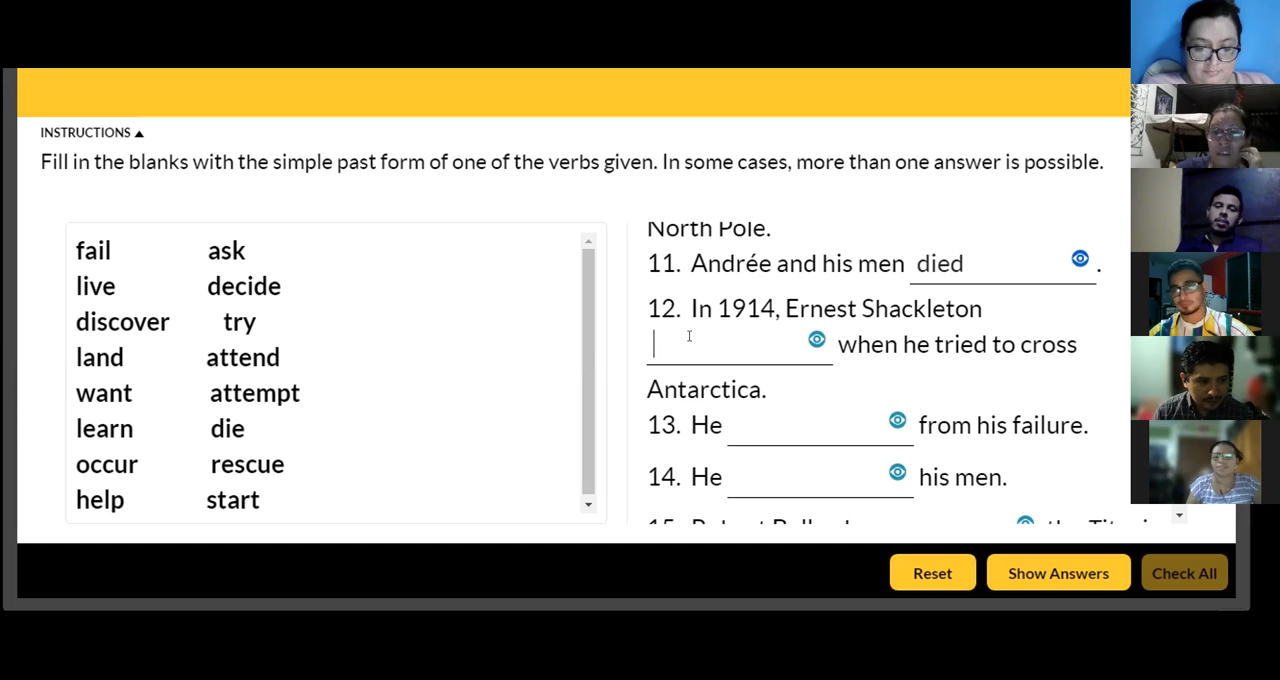 INSTRUCTIONS
Fill in the blanks with the simple past form of one of the verbs given. In some cases, more than one answer is possible.
fail ask
live decide
discover try
land attend
want attempt
learn die
occur rescue
help start
North Pole.
11. Andrée and his men died .
12. In 1914, Ernest Shackleton
when he tried to cross
Antarctica.
13. He from his failure.
14. He his men.
Reset Show Answers Check All